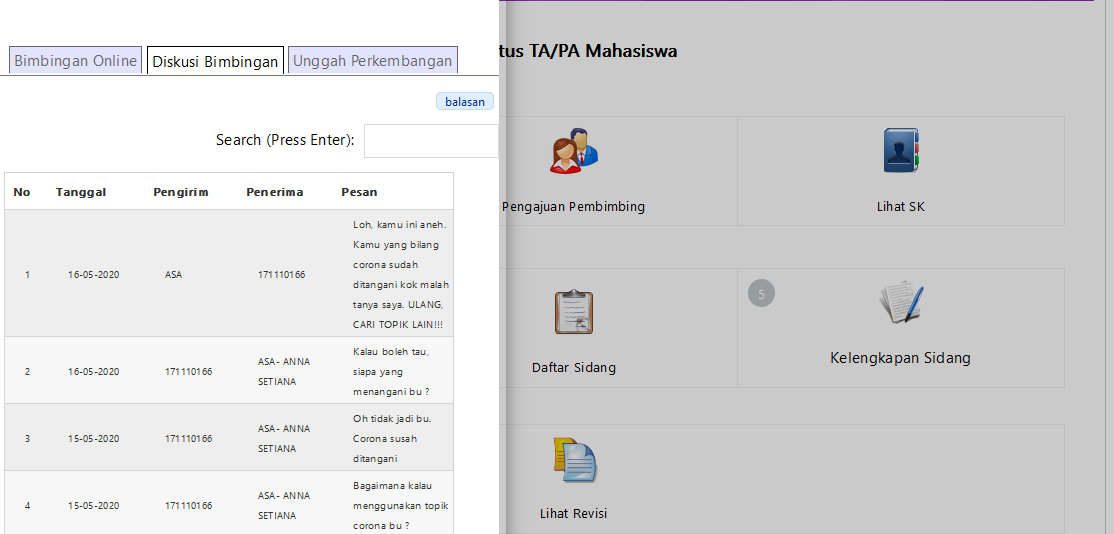 Bimbingan Online
Diskusi Bimbingan
Unggah Perkembangan
balasan
Search (Press Enter):
No Tanggal Pengirim Penerima Pesan
1 16-05-2020 ASA 171110166
Loh, kamu ini aneh.
Kamu yang bilang
corona sudah
ditangani kok malah
tanya saya. ULANG,
CARI TOPIK LAIN!!!
2 16-05-2020 171110166
ASA- ANNA
SETIANA
Kalau boleh tau,
siapa yang
menangani bu ?
3 15-05-2020 171110166
ASA- ANNA
SETIANA
Oh tidak jadi bu.
Corona susah
ditangani
4 15-05-2020 171110166
ASA- ANNA
SETIANA
Bagaimana kalau
menggunakan topik
corona bu ?
tus TA/PA Mahasiswa
Pengajuan Pembimbing
Lihat SK
Daftar Sidang
5
Kelengkapan Sidang
Lihat Revisi